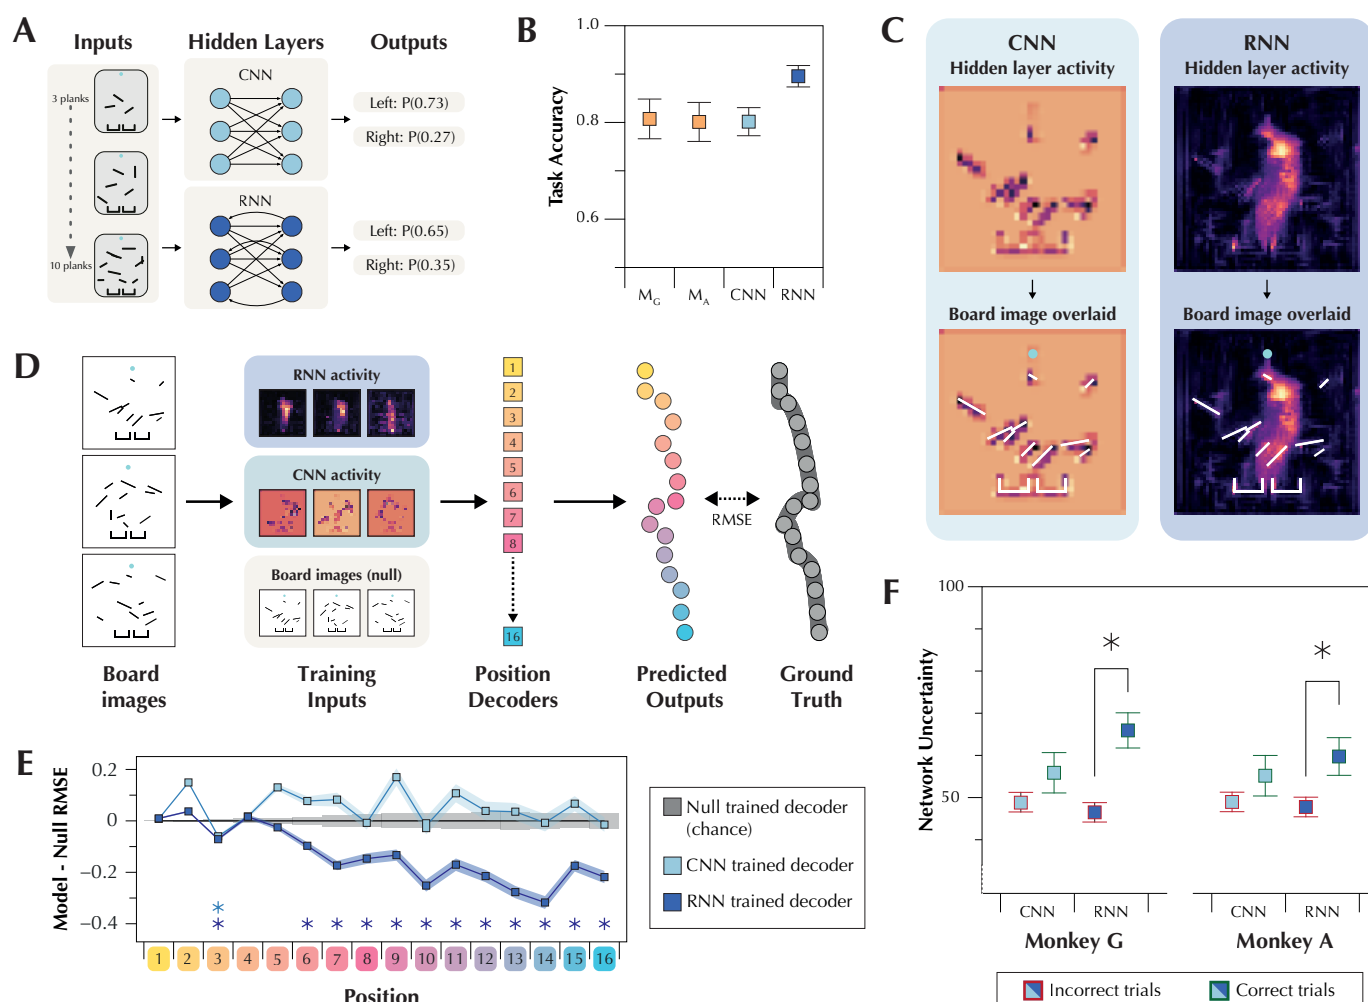 A
Inputs
Hidden Layers
Outputs
3 planks
10 planks
CNN
RNN
Left: P(0.73)
Right: P(0.27)
Left: P(0.65)
Right: P(0.35)
B
Task Accuracy
1.0
0.8
0.6
M_G M_A CNN RNN
C
CNN
Hidden layer activity
Board image overlaid
RNN
Hidden layer activity
Board image overlaid
D
RNN activity
CNN activity
Board images (null)
1
2
3
4
5
6
7
8
16
RMSE
Board
images
Training
Inputs
Position
Decoders
Predicted
Outputs
Ground
Truth
E
Model - Null RMSE
0.2
0
−0.2
−0.4
1 2 3 4 5 6 7 8 9 10 11 12 13 14 15 16
Position
Null trained decoder
(chance)
CNN trained decoder
RNN trained decoder
F
Network Uncertainty
100
50
CNN RNN
Monkey G
CNN RNN
Monkey A
Incorrect trials
Correct trials